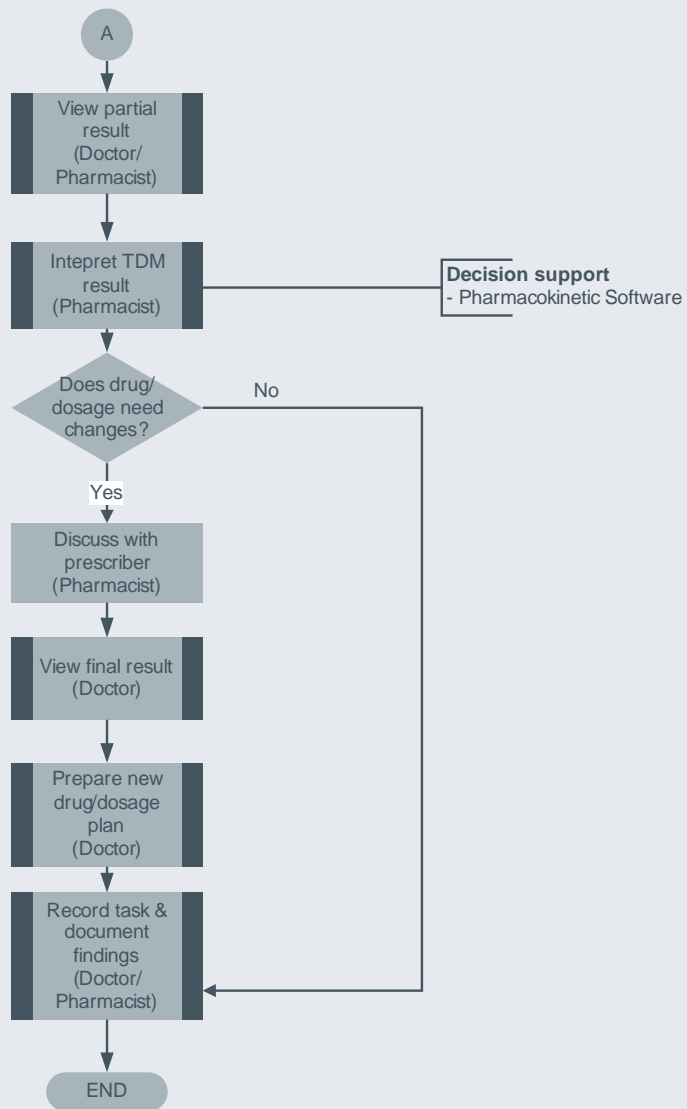 A
View partial
result
(Doctor/
Pharmacist)
Intepret TDM
result
(Pharmacist)
Decision support
- Pharmacokinetic Software
Does drug/
dosage need
changes?
No
Yes
Discuss with
prescriber
(Pharmacist)
View final result
(Doctor)
Prepare new
drug/dosage
plan
(Doctor)
Record task &
document
findings
(Doctor/
Pharmacist)
END